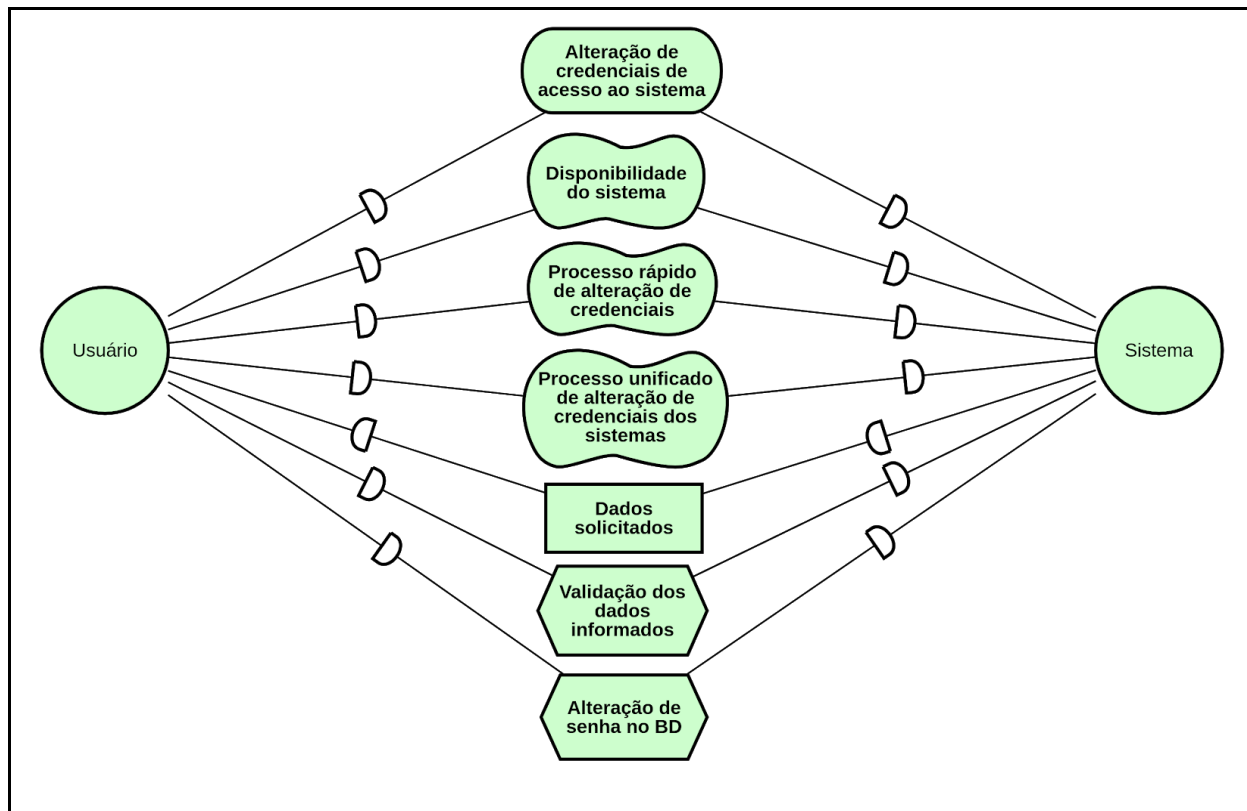 Alteração de
credenciais de
acesso ao sistema
Disponibilidade
do sistema
Processo rápido
de alteração de
credenciais
Usuário
Sistema
Processo unificado
de alteração de
credenciais dos
sistemas
Dados
solicitados
Validação dos
dados
informados
Alteração de
senha no BD